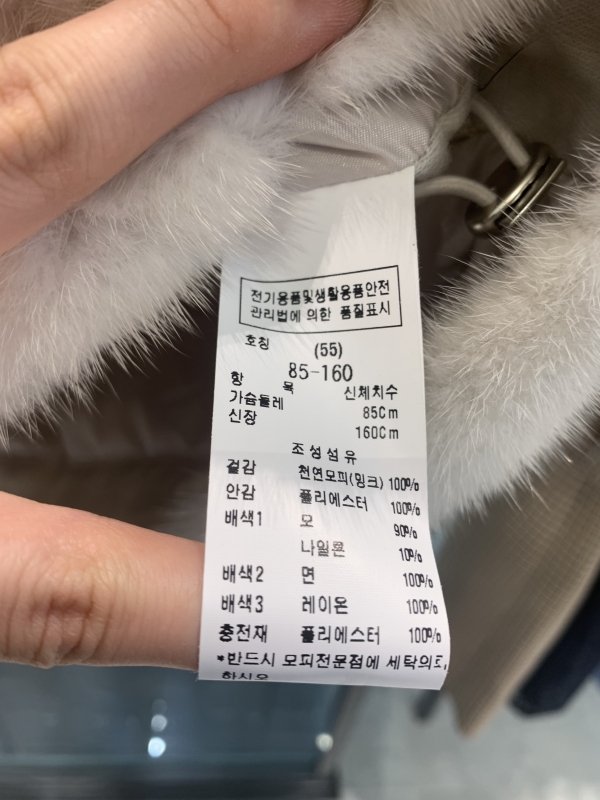 전기용품및생활용품안전
관리법에 의한 품질표시
호칭 (55)
85-160
항 목 신체치수
가슴둘레 85Cm
신장 160Cm
조성섬유
겉감 천연모피(밍크) 100%
안감 폴리에스터 100%
배색1 모 90%
나일론 10%
배색2 면 100%
배색3 레이온 100%
충전재 폴리에스터 100%
*반드시 모피전문점에 세탁의뢰
하시오